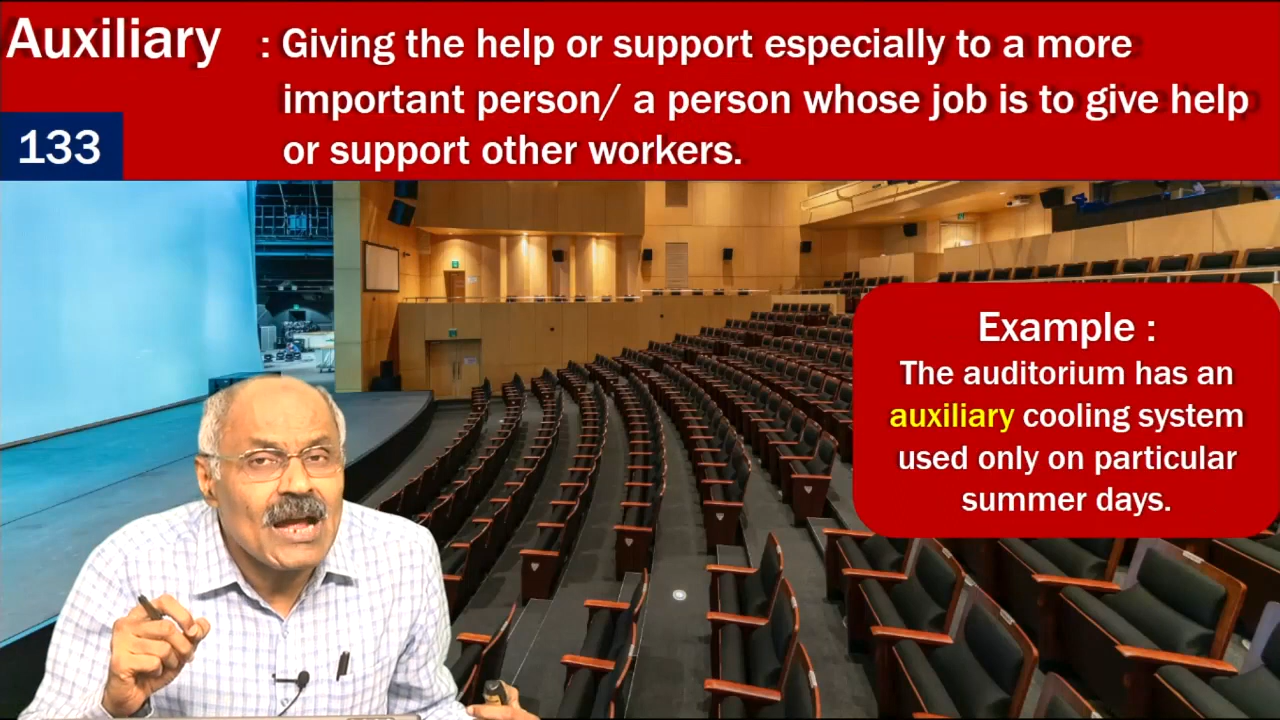 Auxiliary : Giving the help or support especially to a more
important person/ a person whose job is to give help
133
or support other workers.
Example :
The auditorium has an
auxiliary cooling system
used only on particular
summer days.